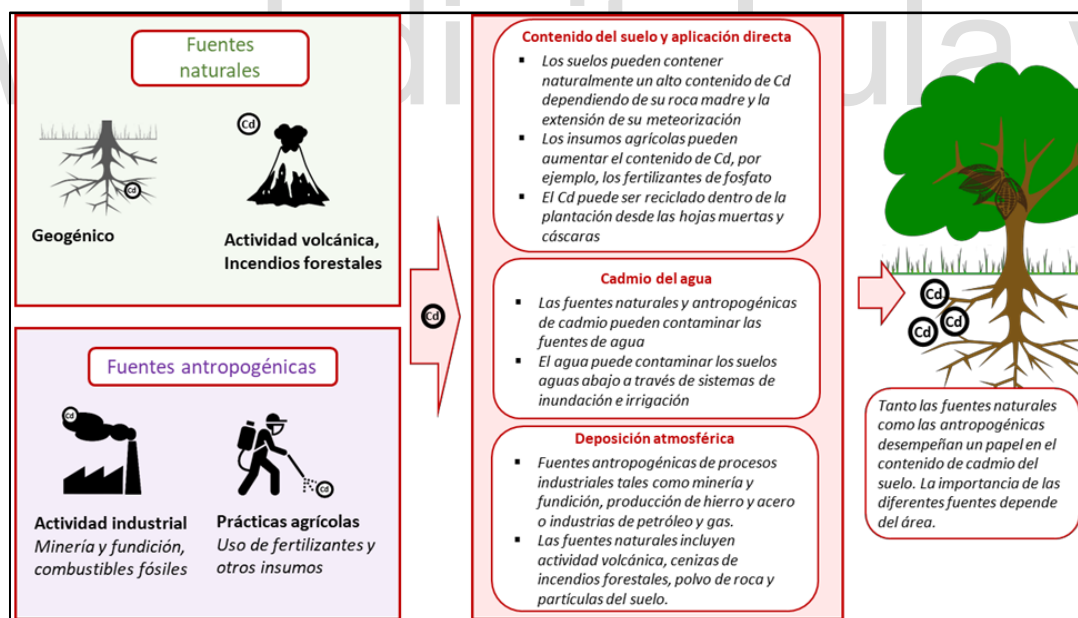 Fuentes
naturales
Cd
Cd
Geogénico
Actividad volcánica,
Incendios forestales
Fuentes antropogénicas
Cd
Cd
Actividad industrial
Minería y fundición,
combustibles fósiles
Prácticas agrícolas
Uso de fertilizantes y
otros insumos
Cd
Contenido del suelo y aplicación directa
▪ Los suelos pueden contener
naturalmente un alto contenido de Cd
dependiendo de su roca madre y la
extensión de su meteorización
▪ Los insumos agrícolas pueden
aumentar el contenido de Cd, por
ejemplo, los fertilizantes de fosfato
▪ El Cd puede ser reciclado dentro de la
plantación desde las hojas muertas y
cáscaras
Cadmio del agua
▪ Las fuentes naturales y antropogénicas
de cadmio pueden contaminar las
fuentes de agua
▪ El agua puede contaminar los suelos
aguas abajo a través de sistemas de
inundación e irrigación
Deposición atmosférica
▪ Fuentes antropogénicas de procesos
industriales tales como minería y
fundición, producción de hierro y acero
o industrias de petróleo y gas.
▪ Las fuentes naturales incluyen
actividad volcánica, cenizas de
incendios forestales, polvo de roca y
partículas del suelo.
Cd
Cd
Cd
Tanto las fuentes naturales
como las antropogénicas
desempeñan un papel en el
contenido de cadmio del
suelo. La importancia de las
diferentes fuentes depende
del área.